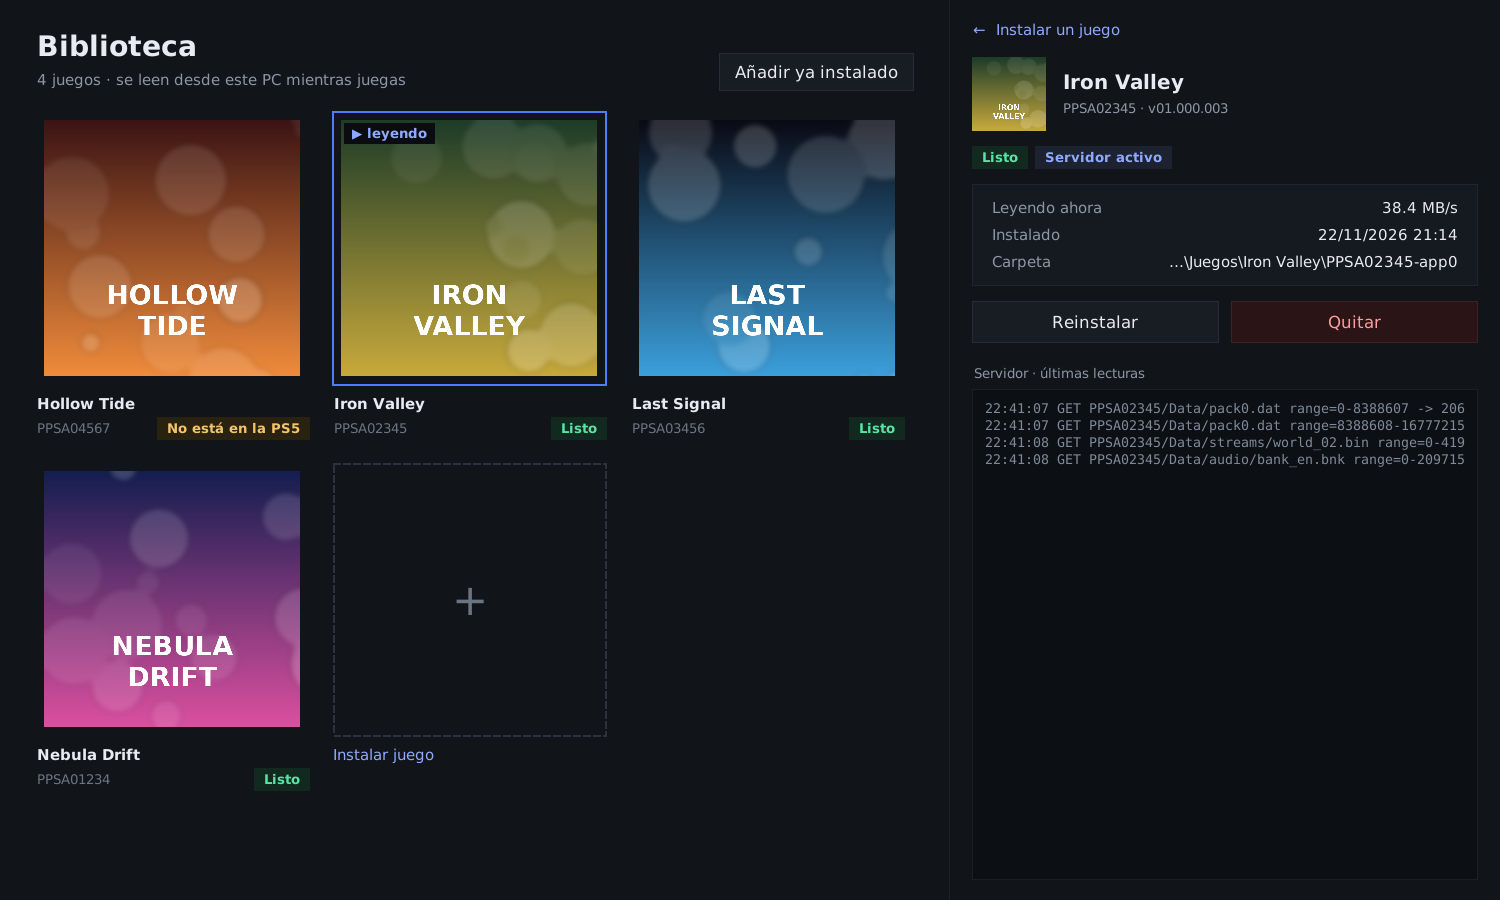 Biblioteca
4 juegos · se leen desde este PC mientras juegas
Añadir ya instalado
HOLLOW
TIDE
Hollow Tide
PPSA04567
No está en la PS5
▶ leyendo
IRON
VALLEY
Iron Valley
PPSA02345
Listo
LAST
SIGNAL
Last Signal
PPSA03456
Listo
NEBULA
DRIFT
Nebula Drift
PPSA01234
Listo
+
Instalar juego
← Instalar un juego
IRON
VALLEY
Iron Valley
PPSA02345 · v01.000.003
Listo
Servidor activo
Leyendo ahora 38.4 MB/s
Instalado 22/11/2026 21:14
Carpeta ...\Juegos\Iron Valley\PPSA02345-app0
Reinstalar
Quitar
Servidor · últimas lecturas
22:41:07 GET PPSA02345/Data/pack0.dat range=0-8388607 -> 206
22:41:07 GET PPSA02345/Data/pack0.dat range=8388608-16777215
22:41:08 GET PPSA02345/Data/streams/world_02.bin range=0-419
22:41:08 GET PPSA02345/Data/audio/bank_en.bnk range=0-209715